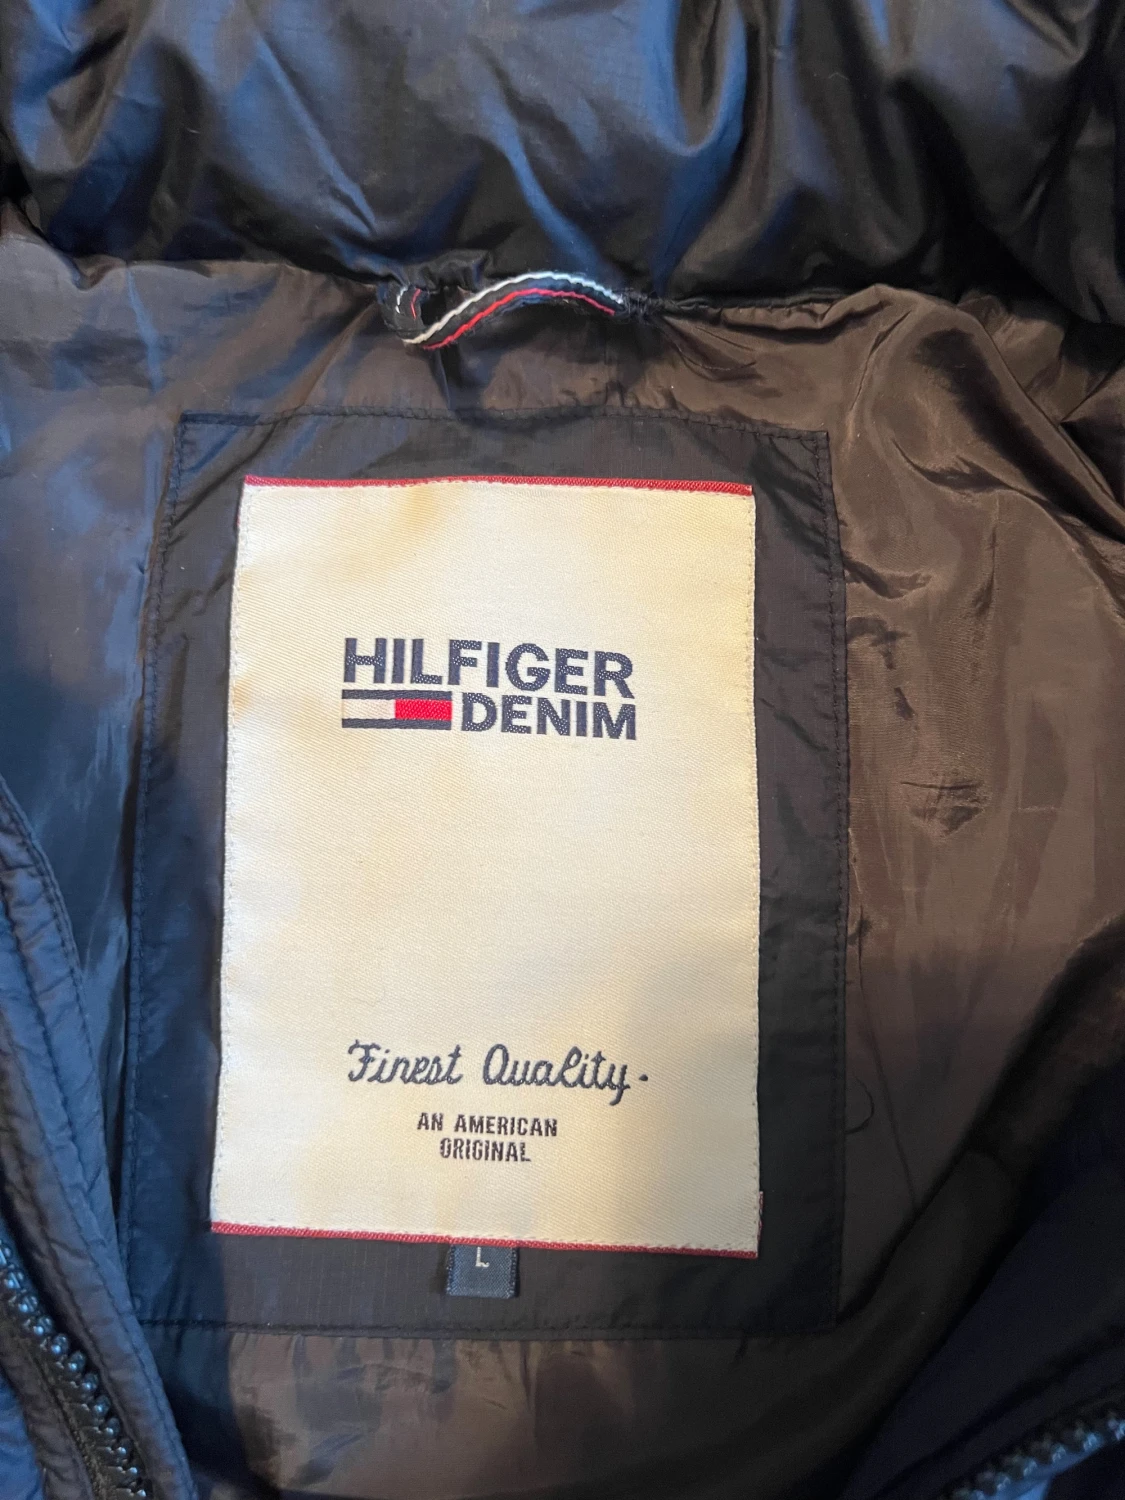 HILFIGER
DENIM
Finest Quality.
AN AMERICAN
ORIGINAL
L